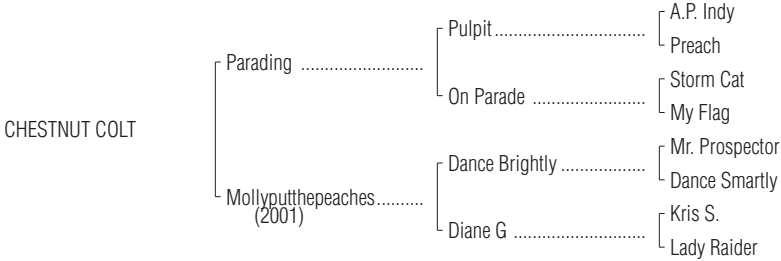 A.P. Indy
Pulpit
Preach
Parading
Storm Cat
On Parade
My Flag
CHESTNUT COLT
Mr. Prospector
Dance Brightly
Dance Smartly
Mollyputthepeaches
(2001)
Kris S.
Diane G
Lady Raider